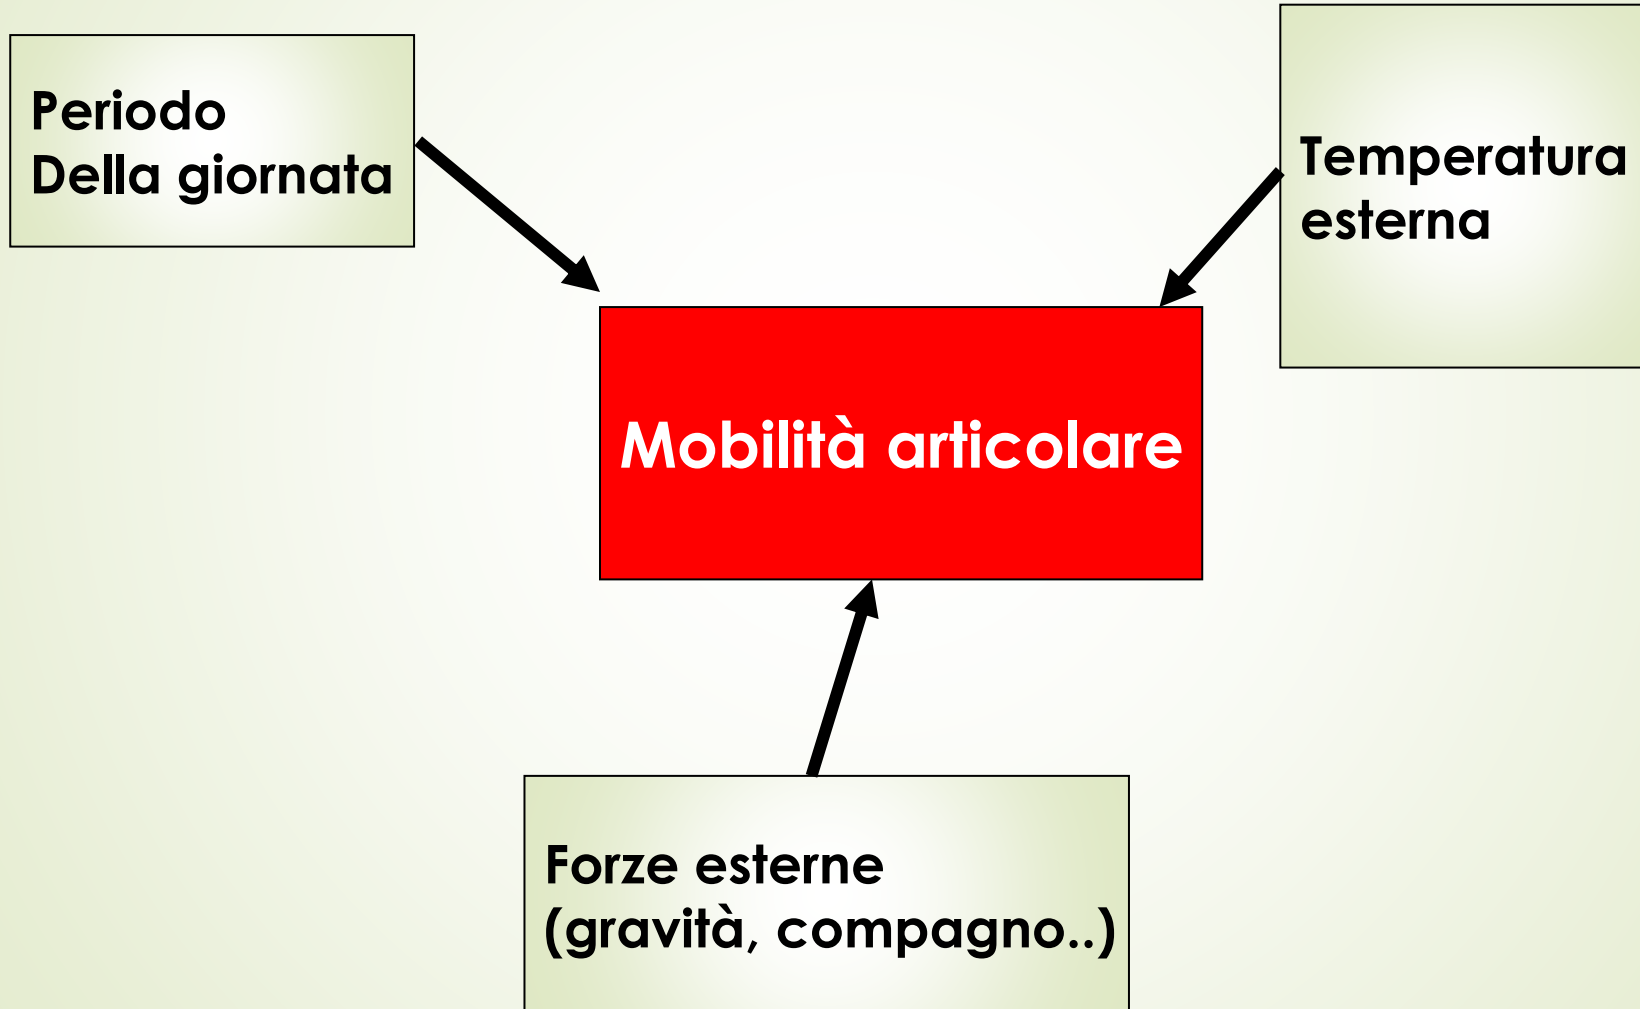 Periodo
Della giornata
Temperatura
esterna
Mobilità articolare
Forze esterne
(gravità, compagno..)